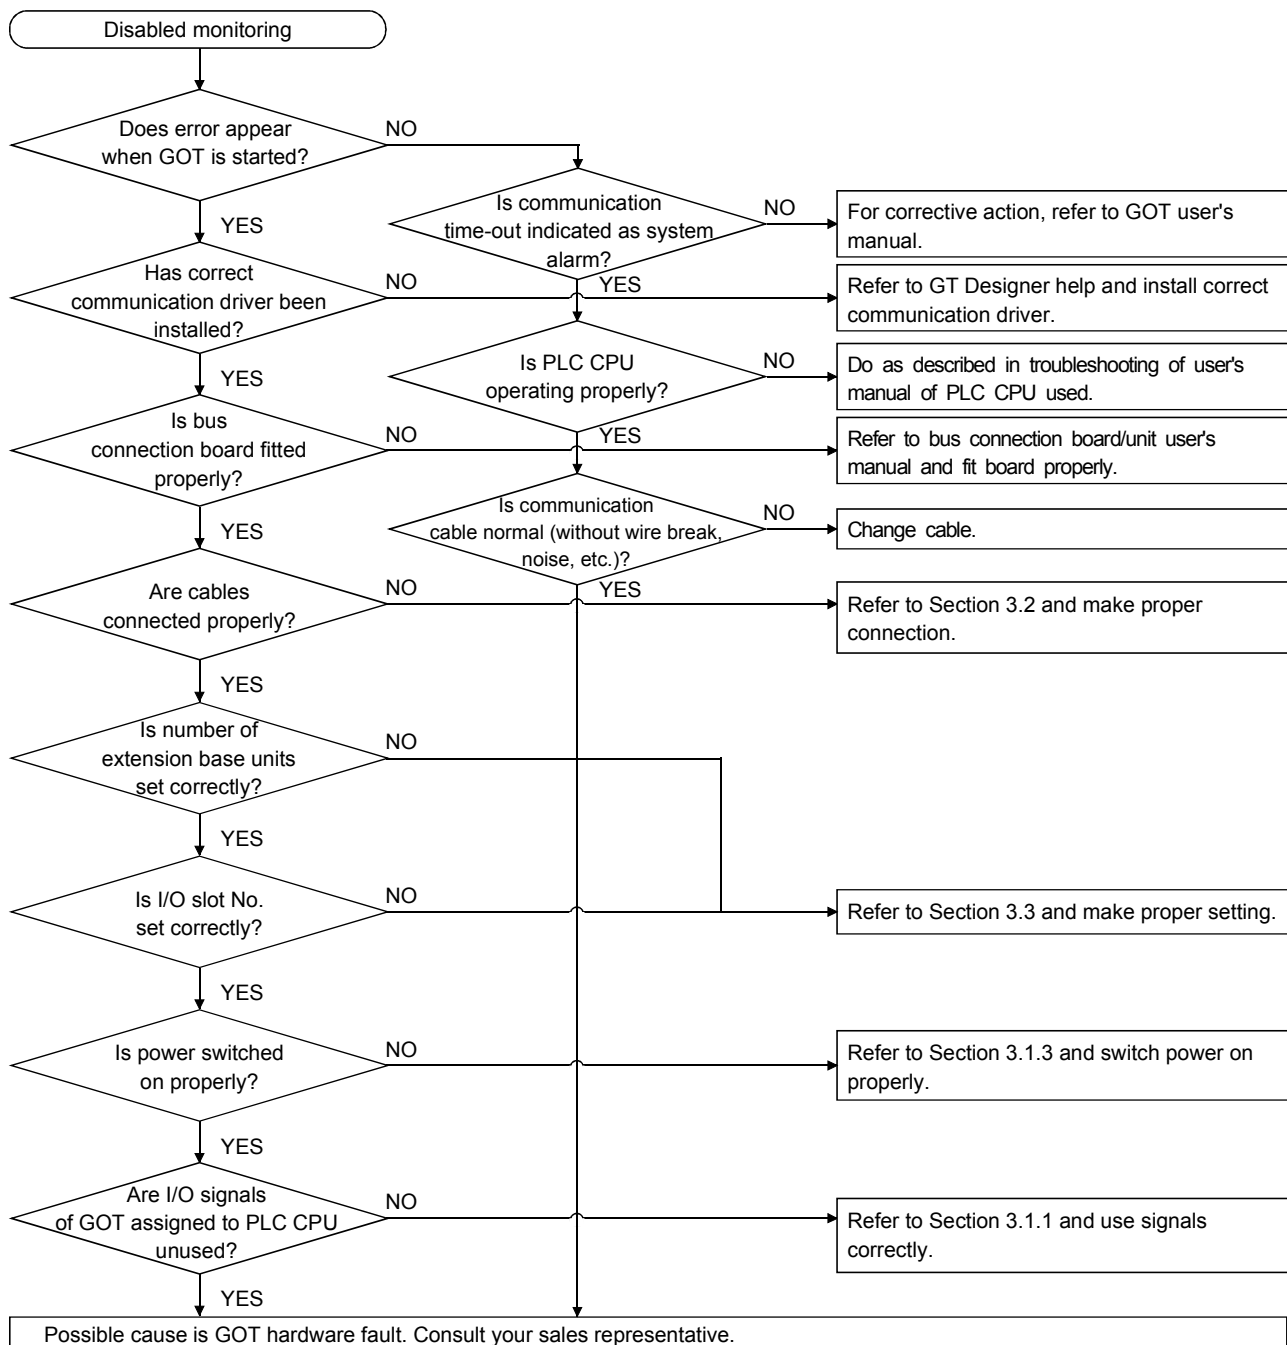 Disabled monitoring
Does error appear
when GOT is started?
NO
YES
Is communication
time-out indicated as system
alarm?
NO
For corrective action, refer to GOT user's
manual.
YES
Has correct
communication driver been
installed?
NO
Refer to GT Designer help and install correct
communication driver.
YES
Is PLC CPU
operating properly?
NO
Do as described in troubleshooting of user's
manual of PLC CPU used.
YES
Is bus
connection board fitted
properly?
NO
Refer to bus connection board/unit user's
manual and fit board properly.
YES
Is communication
cable normal (without wire break,
noise, etc.)?
NO
Change cable.
YES
Are cables
connected properly?
NO
Refer to Section 3.2 and make proper
connection.
YES
Is number of
extension base units
set correctly?
NO
YES
Is I/O slot No.
set correctly?
NO
Refer to Section 3.3 and make proper setting.
YES
Is power switched
on properly?
NO
Refer to Section 3.1.3 and switch power on
properly.
YES
Are I/O signals
of GOT assigned to PLC CPU
unused?
NO
Refer to Section 3.1.1 and use signals
correctly.
YES
Possible cause is GOT hardware fault. Consult your sales representative.